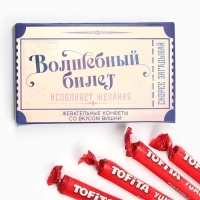 Волшебный
билет
ИСПОЛНЯЕТ ЖЕЛАНИЯ
ЖЕВАТЕЛЬНЫЕ КОНФЕТЫ
СО ВКУСОМ ВИШНИ
СКОРЕЕ ЗАГАДЫВАЙ
TOFITA
TOFITA
TOFITA